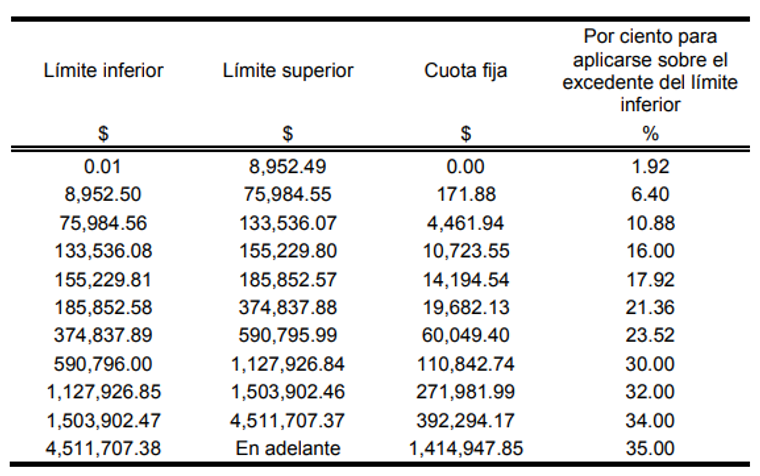 Límite inferior Límite superior Cuota fija Por ciento para
aplicarse sobre el
excedente del límite
inferior
$ $ $ %
0.01 8,952.49 0.00 1.92
8,952.50 75,984.55 171.88 6.40
75,984.56 133,536.07 4,461.94 10.88
133,536.08 155,229.80 10,723.55 16.00
155,229.81 185,852.57 14,194.54 17.92
185,852.58 374,837.88 19,682.13 21.36
374,837.89 590,795.99 60,049.40 23.52
590,796.00 1,127,926.84 110,842.74 30.00
1,127,926.85 1,503,902.46 271,981.99 32.00
1,503,902.47 4,511,707.37 392,294.17 34.00
4,511,707.38 En adelante 1,414,947.85 35.00